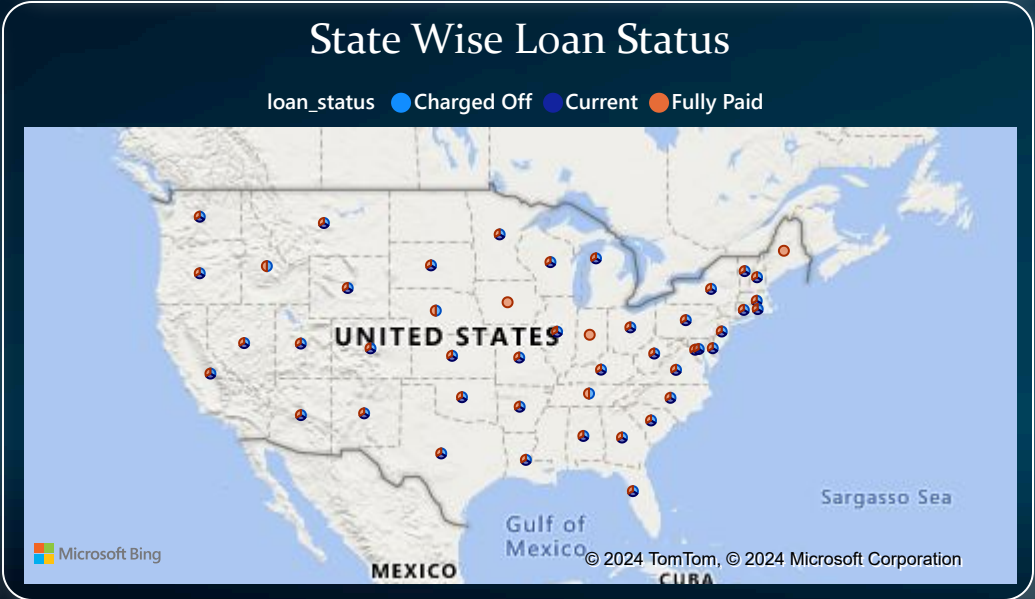 State Wise Loan Status
loan_status Charged Off Current Fully Paid
UNITED STATES
Sargasso Sea
Gulf of
Mexico
Microsoft Bing
© 2024 TomTom, © 2024 Microsoft Corporation
MEXICO
CUBA